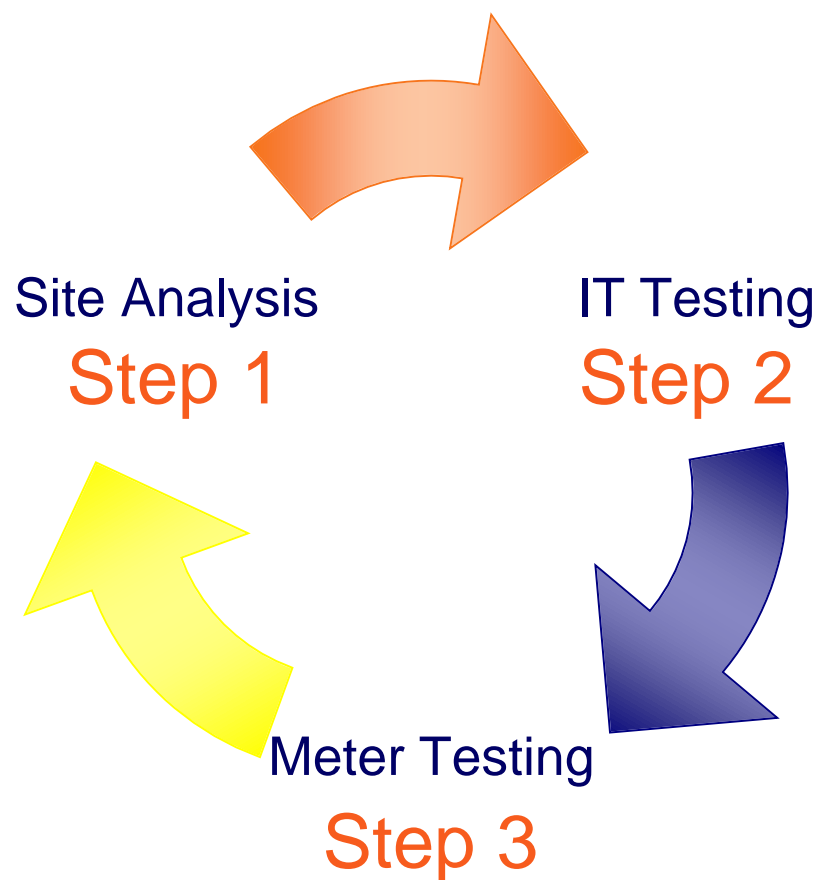 Site Analysis
Step 1
IT Testing
Step 2
Meter Testing
Step 3